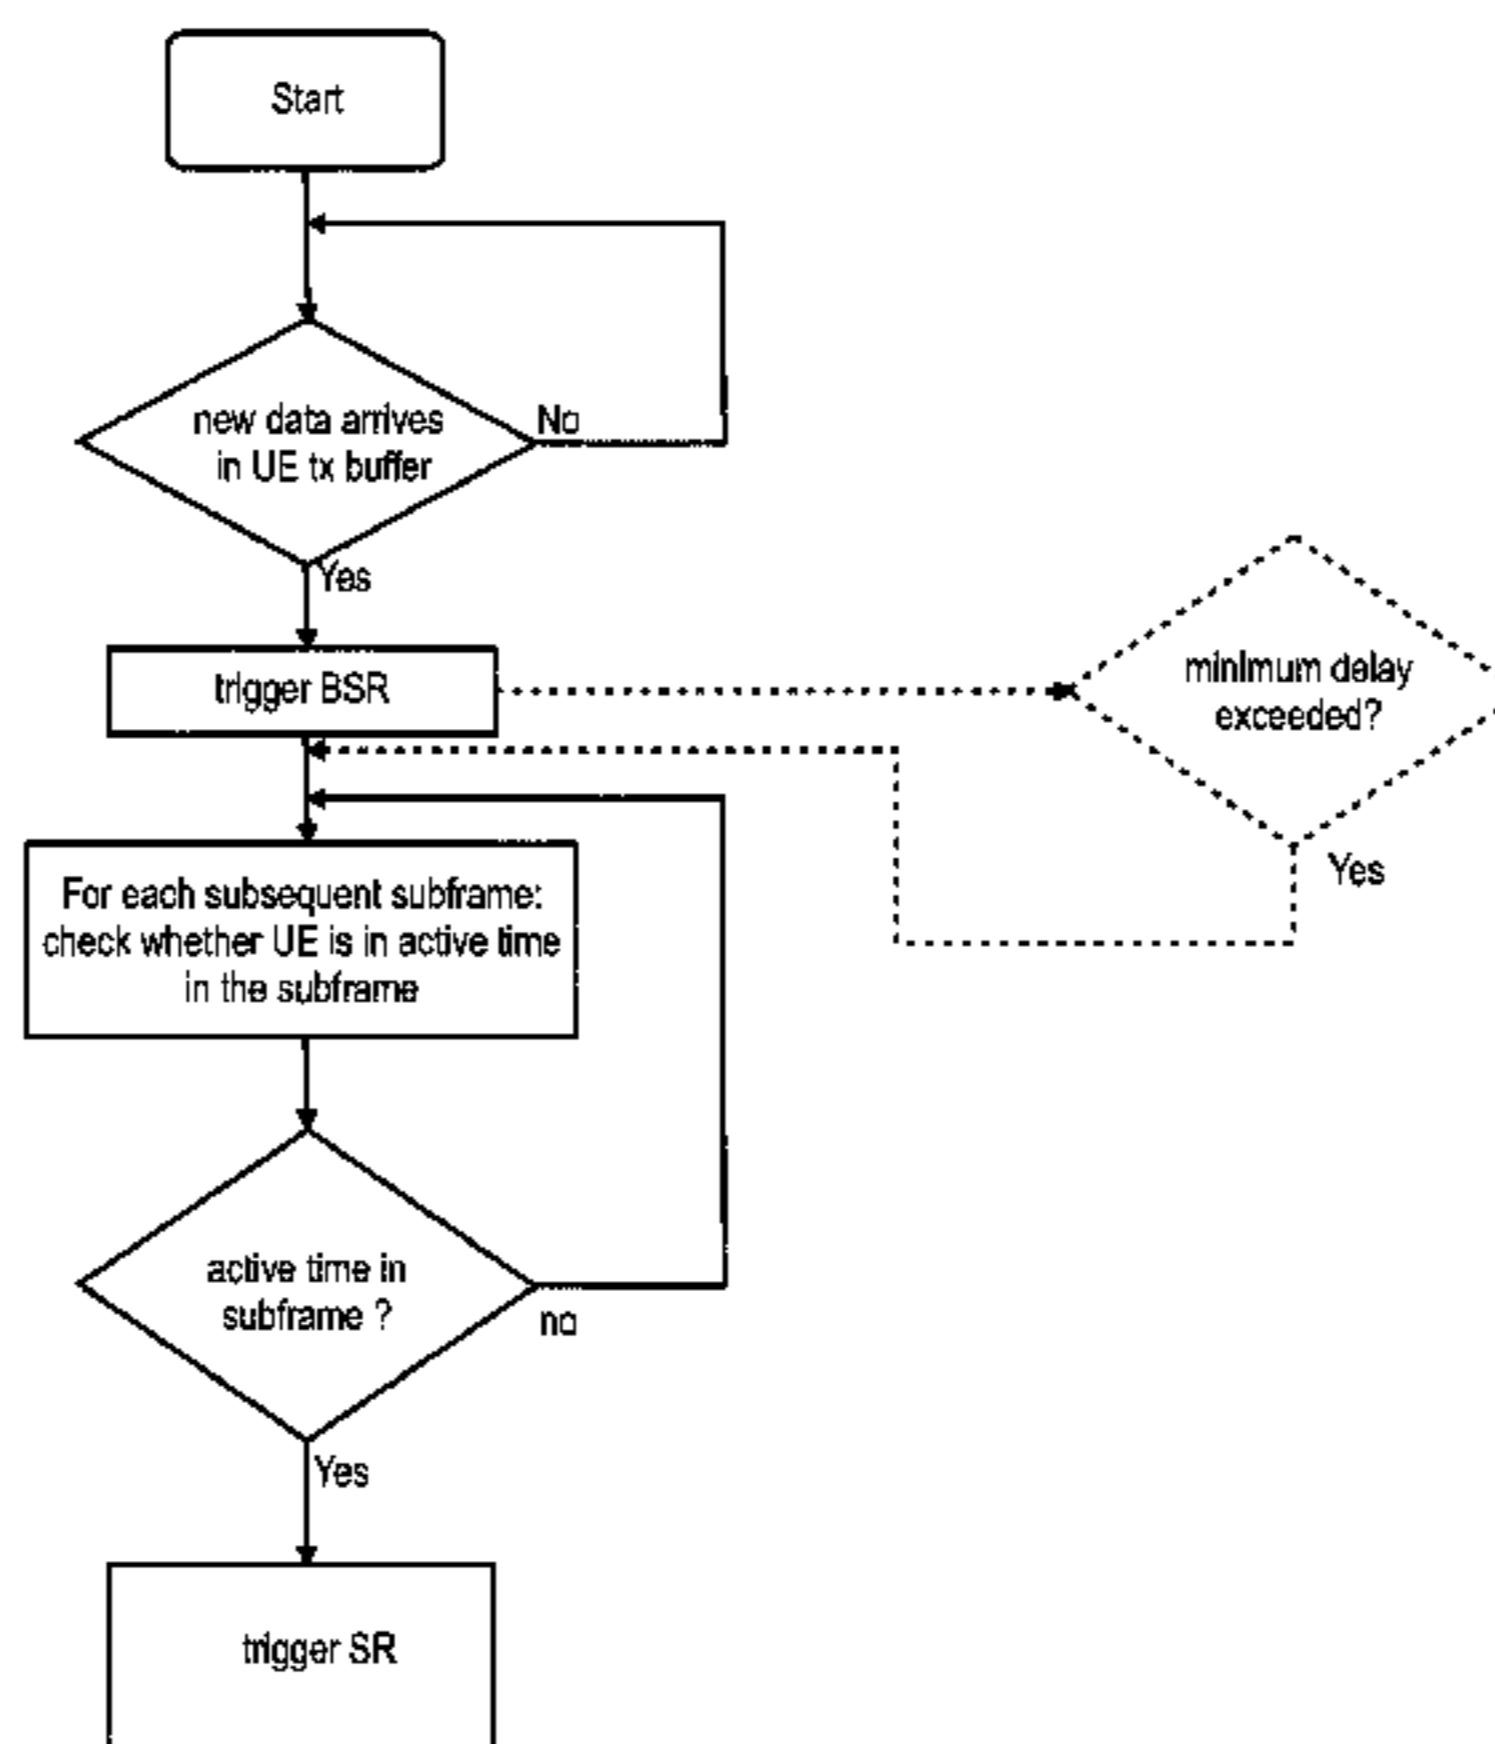 Start
new data arrives
in UE tx buffer
No
Yes
trigger BSR
minimum delay
exceeded?
Yes
For each subsequent subframe:
check whether UE is in active time
in the subframe
active time in
subframe ?
no
Yes
trigger SR